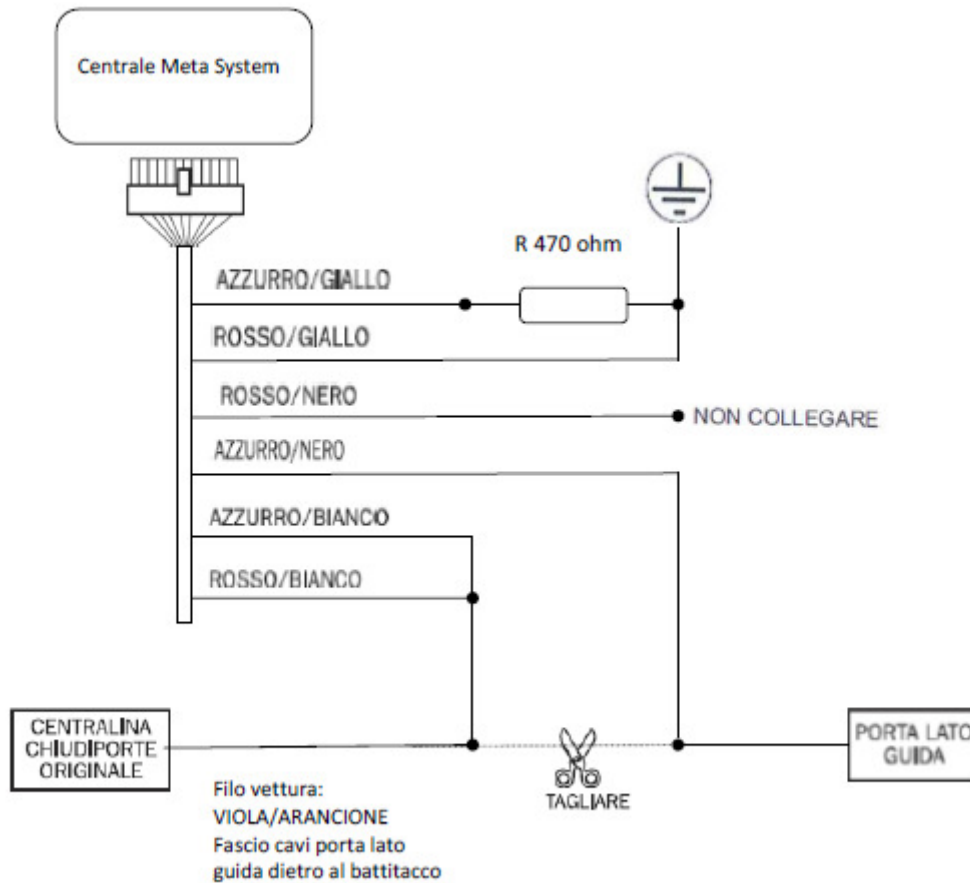 Centrale Meta System
R 470 ohm
AZZURRO/GIALLO
ROSSO/GIALLO
ROSSO/NERO
NON COLLEGARE
AZZURRO/NERO
AZZURRO/BIANCO
ROSSO/BIANCO
CENTRALINA
CHIUDIPORTE
ORIGINALE
TAGLIARE
PORTA LATO
GUIDA
Filo vettura:
VIOLA/ARANCIONE
Fascio cavi porta lato
guida dietro al battitacco